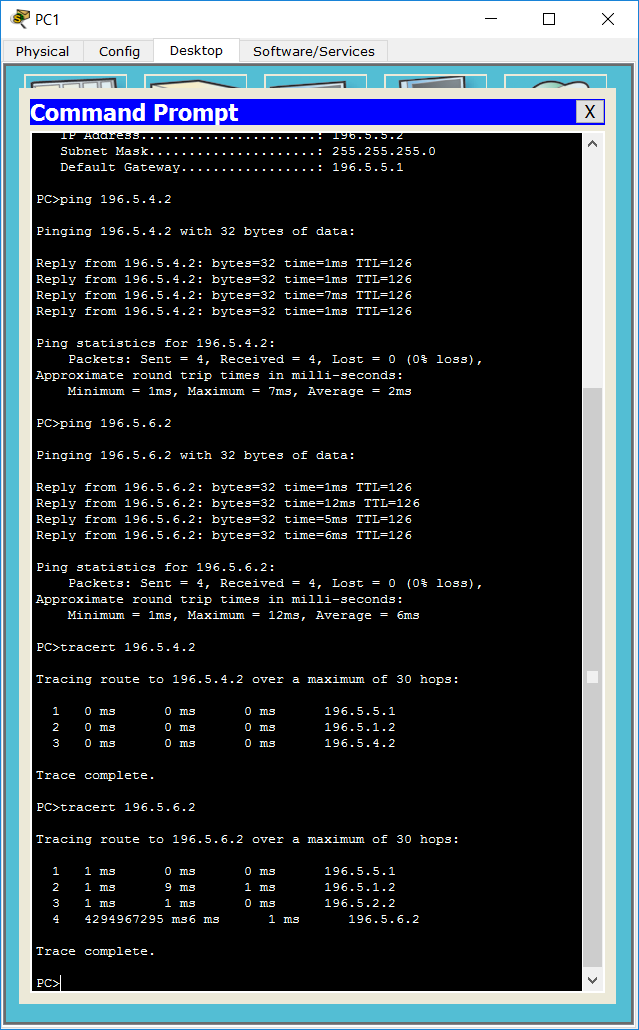 PC1
Physical Config Desktop Software/Services
Command Prompt X
IP Address......................: 196.5.5.2
Subnet Mask.....................: 255.255.255.0
Default Gateway.................: 196.5.5.1
PC>ping 196.5.4.2
Pinging 196.5.4.2 with 32 bytes of data:
Reply from 196.5.4.2: bytes=32 time=1ms TTL=126
Reply from 196.5.4.2: bytes=32 time=1ms TTL=126
Reply from 196.5.4.2: bytes=32 time=7ms TTL=126
Reply from 196.5.4.2: bytes=32 time=1ms TTL=126
Ping statistics for 196.5.4.2:
Packets: Sent = 4, Received = 4, Lost = 0 (0% loss),
Approximate round trip times in milli-seconds:
Minimum = 1ms, Maximum = 7ms, Average = 2ms
PC>ping 196.5.6.2
Pinging 196.5.6.2 with 32 bytes of data:
Reply from 196.5.6.2: bytes=32 time=1ms TTL=126
Reply from 196.5.6.2: bytes=32 time=12ms TTL=126
Reply from 196.5.6.2: bytes=32 time=5ms TTL=126
Reply from 196.5.6.2: bytes=32 time=6ms TTL=126
Ping statistics for 196.5.6.2:
Packets: Sent = 4, Received = 4, Lost = 0 (0% loss),
Approximate round trip times in milli-seconds:
Minimum = 1ms, Maximum = 12ms, Average = 6ms
PC>tracert 196.5.4.2
Tracing route to 196.5.4.2 over a maximum of 30 hops:
1 0 ms 0 ms 0 ms 196.5.5.1
2 0 ms 0 ms 0 ms 196.5.1.2
3 0 ms 0 ms 0 ms 196.5.4.2
Trace complete.
PC>tracert 196.5.6.2
Tracing route to 196.5.6.2 over a maximum of 30 hops:
1 1 ms 0 ms 0 ms 196.5.5.1
2 1 ms 9 ms 1 ms 196.5.1.2
3 1 ms 1 ms 0 ms 196.5.2.2
4 4294967295 ms6 ms 1 ms 196.5.6.2
Trace complete.
PC>